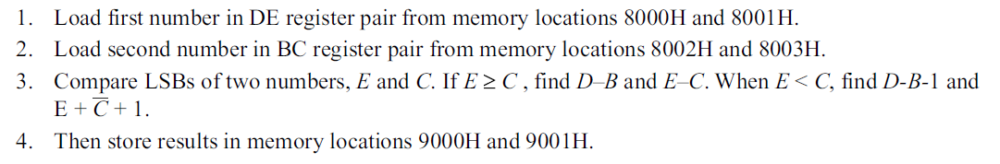 1. Load first number in DE register pair from memory locations 8000H and 8001H.
2. Load second number in BC register pair from memory locations 8002H and 8003H.
3. Compare LSBs of two numbers, E and C. If E ≥ C , find D–B and E–C. When E < C, find D-B-1 and
E + C̅ + 1.
4. Then store results in memory locations 9000H and 9001H.